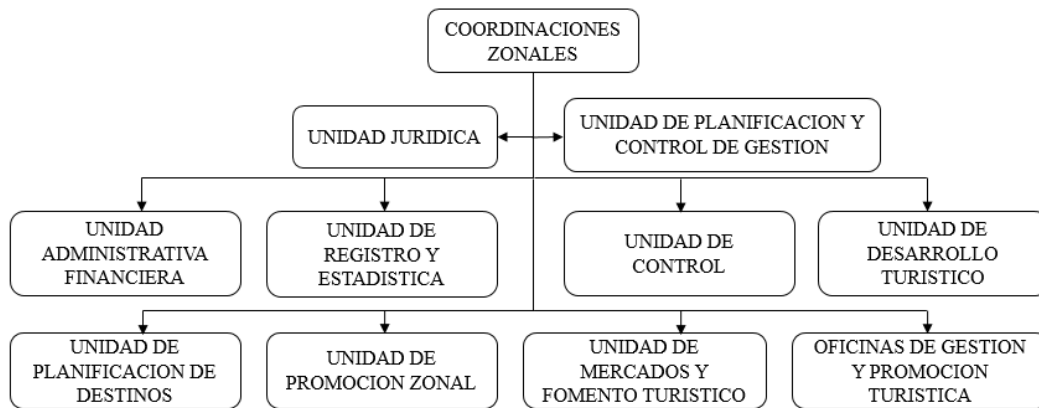 COORDINACIONES
ZONALES
UNIDAD JURIDICA
UNIDAD DE PLANIFICACION Y
CONTROL DE GESTION
UNIDAD
ADMINISTRATIVA
FINANCIERA
UNIDAD DE
REGISTRO Y
ESTADISTICA
UNIDAD DE
CONTROL
UNIDAD DE
DESARROLLO
TURISTICO
UNIDAD DE
PLANIFICACION DE
DESTINOS
UNIDAD DE
PROMOCION ZONAL
UNIDAD DE
MERCADOS Y
FOMENTO TURISTICO
OFICINAS DE GESTION
Y PROMOCION
TURISTICA